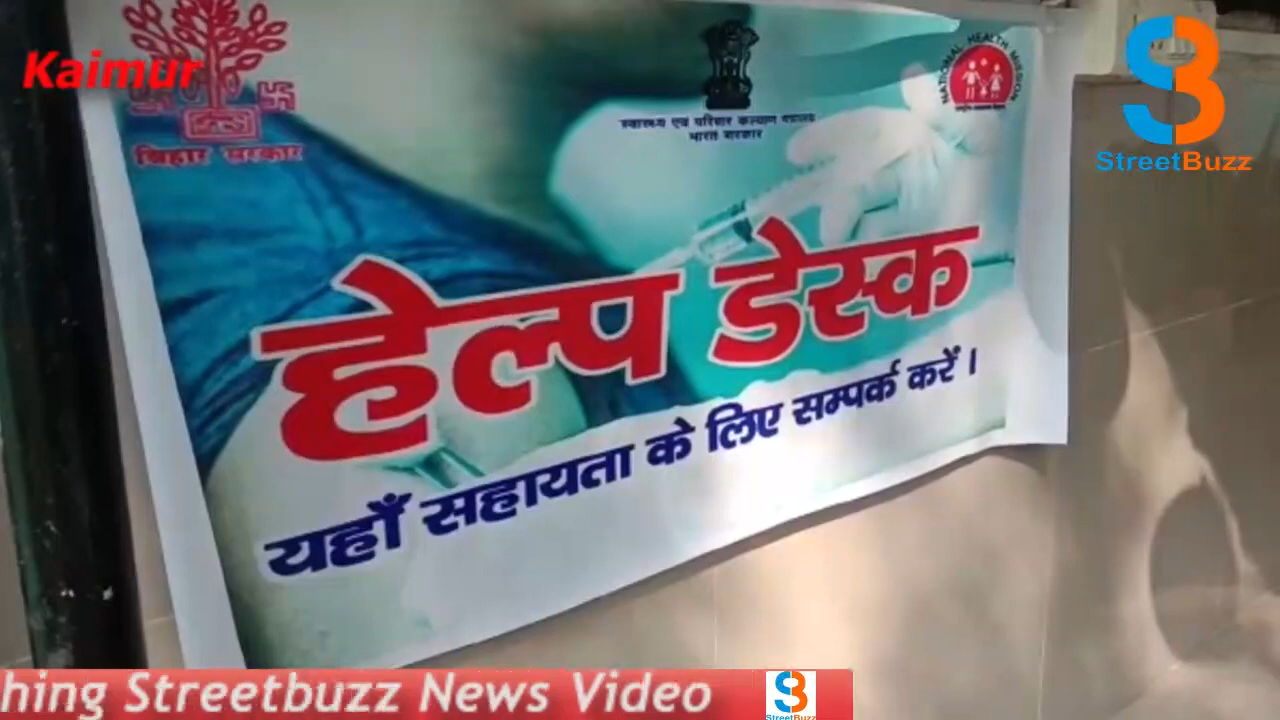 Kaimur
बिहार सरकार
स्वास्थ्य एवं परिवार कल्याण मंत्रालय
भारत सरकार
NATIONAL HEALTH MISSION
StreetBuzz
हेल्प डेस्क
यहाँ सहायता के लिए सम्पर्क करें।
hing Streetbuzz News Video
StreetBuzz